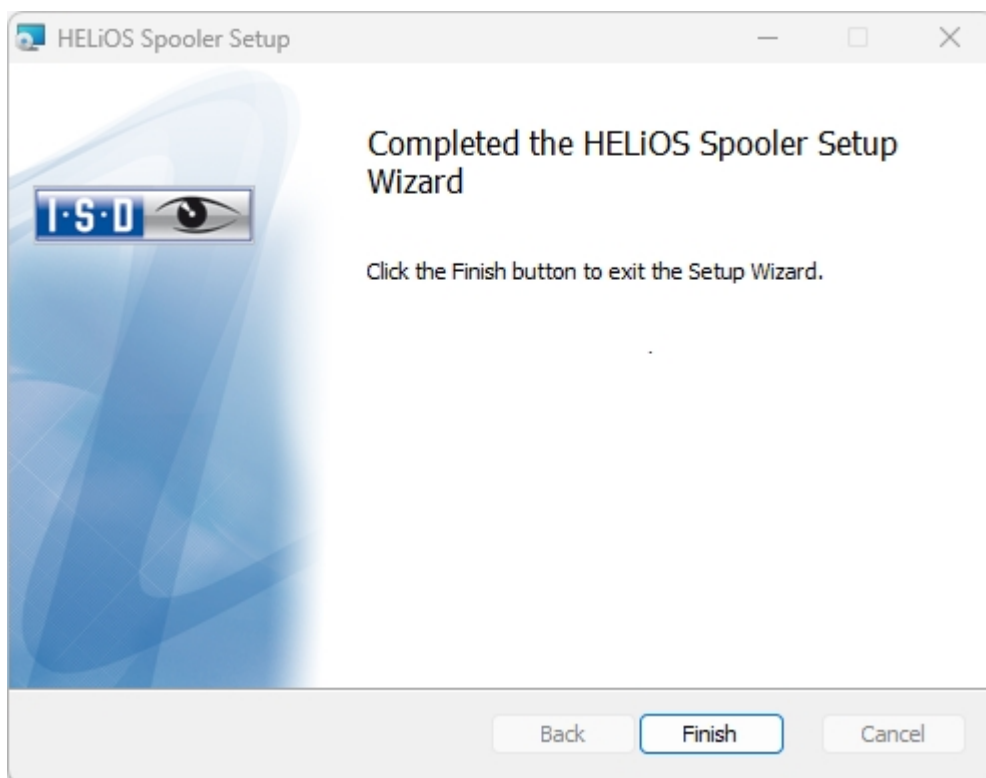 HELiOS Spooler Setup
I·S·D
Completed the HELiOS Spooler Setup
Wizard
Click the Finish button to exit the Setup Wizard.
.
Back
Finish
Cancel